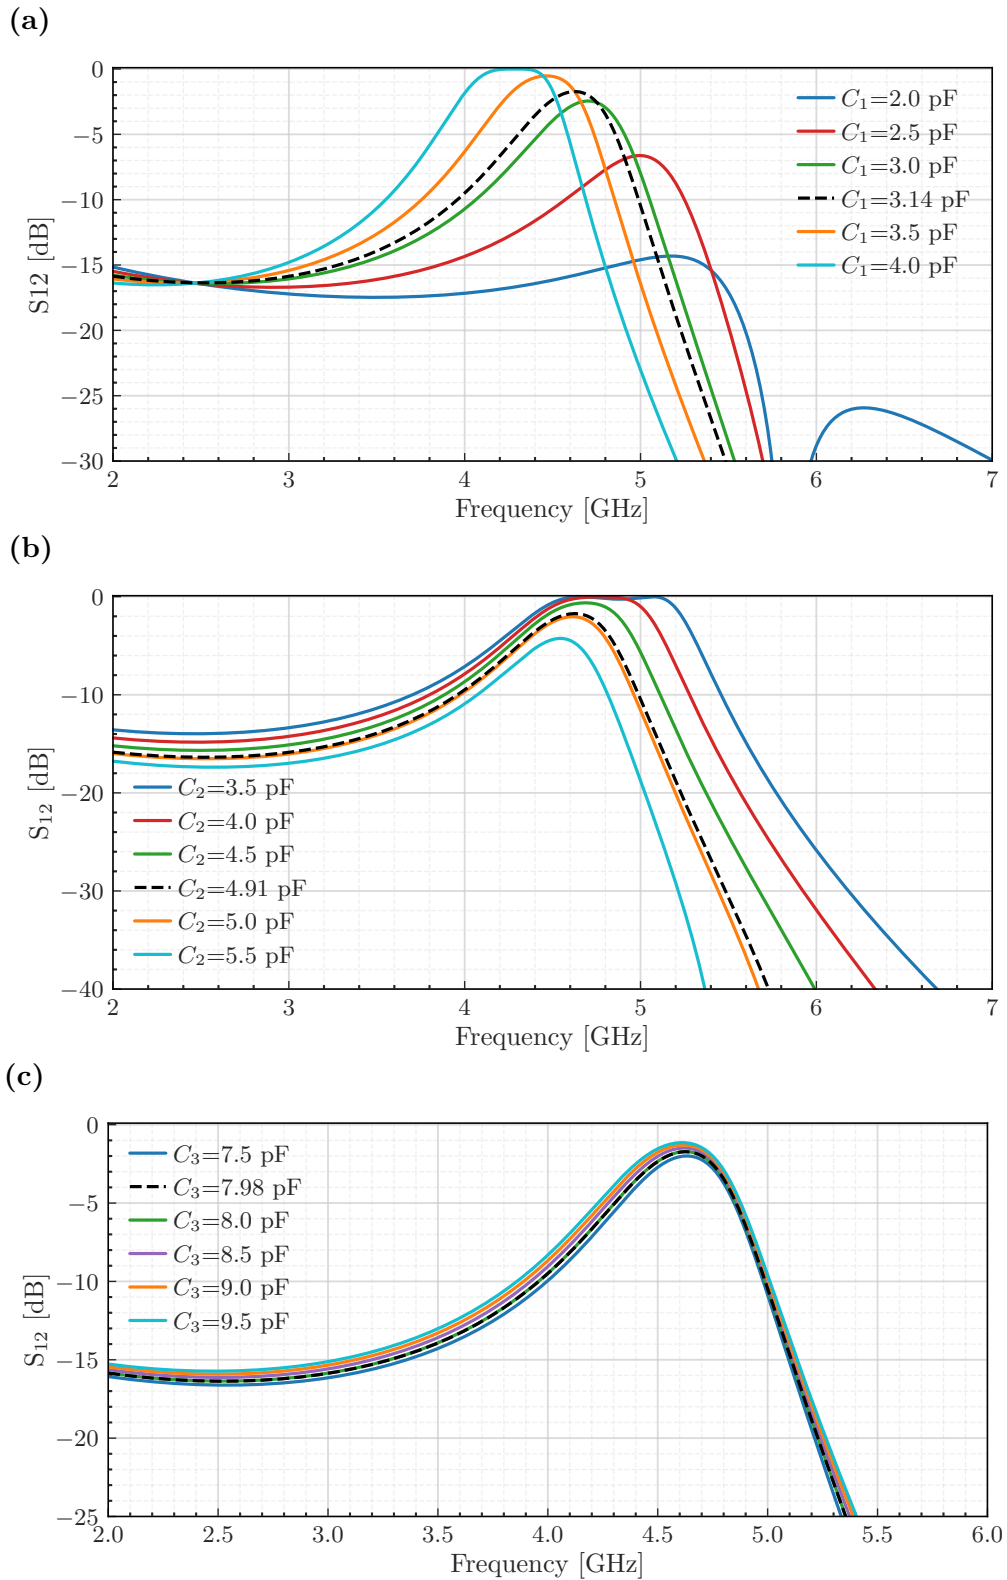 (a)
0
−5
−10
−15
−20
−25
−30
S12 [dB]
C₁=2.0 pF
C₁=2.5 pF
C₁=3.0 pF
C₁=3.14 pF
C₁=3.5 pF
C₁=4.0 pF
2 3 4 5 6 7
Frequency [GHz]
(b)
0
−10
−20
−30
−40
S₁₂ [dB]
C₂=3.5 pF
C₂=4.0 pF
C₂=4.5 pF
C₂=4.91 pF
C₂=5.0 pF
C₂=5.5 pF
2 3 4 5 6 7
Frequency [GHz]
(c)
0
−5
−10
−15
−20
−25
S₁₂ [dB]
C₃=7.5 pF
C₃=7.98 pF
C₃=8.0 pF
C₃=8.5 pF
C₃=9.0 pF
C₃=9.5 pF
2.0 2.5 3.0 3.5 4.0 4.5 5.0 5.5 6.0
Frequency [GHz]